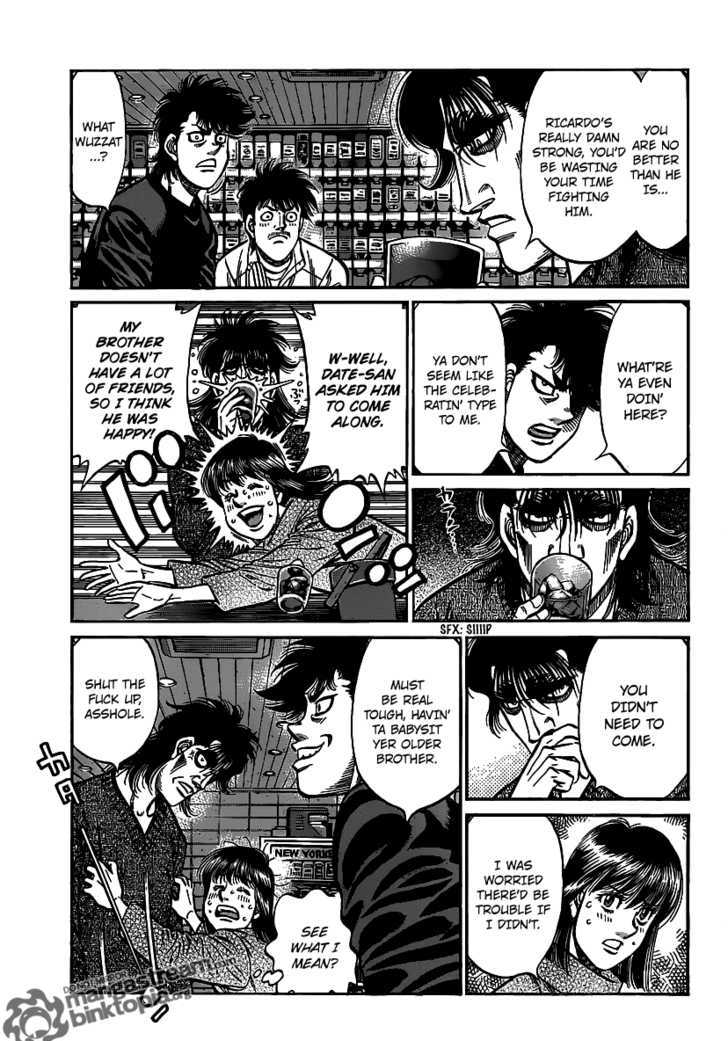 YOU
ARE NO
BETTER
THAN HE
IS...
RICARDO'S
REALLY DAMN
STRONG, YOU'D
BE WASTING
YOUR TIME
FIGHTING
HIM.
WHAT
WUZZAT
...?
WHAT'RE
YA EVEN
DOIN'
HERE?
YA DON'T
SEEM LIKE
THE CELEB-
RATIN' TYPE
TO ME.
SFX: SIIIIP
W-WELL,
DATE-SAN
ASKED HIM
TO COME
ALONG.
MY
BROTHER
DOESN'T
HAVE A LOT
OF FRIENDS,
SO I THINK
HE WAS
HAPPY!
YOU
DIDN'T
NEED TO
COME.
I WAS
WORRIED
THERE'D BE
TROUBLE IF
I DIDN'T.
MUST
BE REAL
TOUGH, HAVIN'
TA BABYSIT
YER OLDER
BROTHER.
SHUT THE
FUCK UP,
ASSHOLE.
NEW YORK
SEE
WHAT I
MEAN?
mangastream
binktopia